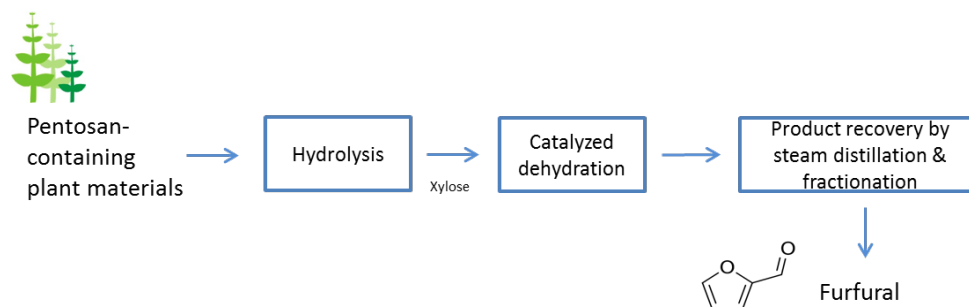 Pentosan-
containing
plant materials
Hydrolysis
Xylose
Catalyzed
dehydration
Product recovery by
steam distillation &
fractionation
O
O
Furfural